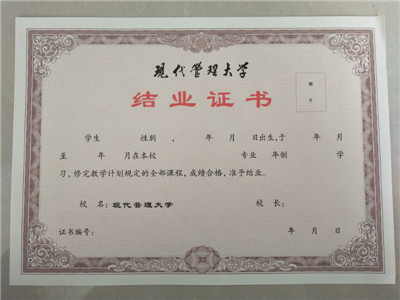 现代管理大学
结业证书
照
片
学生 性别 , 年 月 日出生,于 年 月
至 年 月在本校 专业 年制 学
习,修完教学计划规定的全部课程,成绩合格,准予结业。
校 名:现代管理大学 校 长:
证书编号: 年 月 日